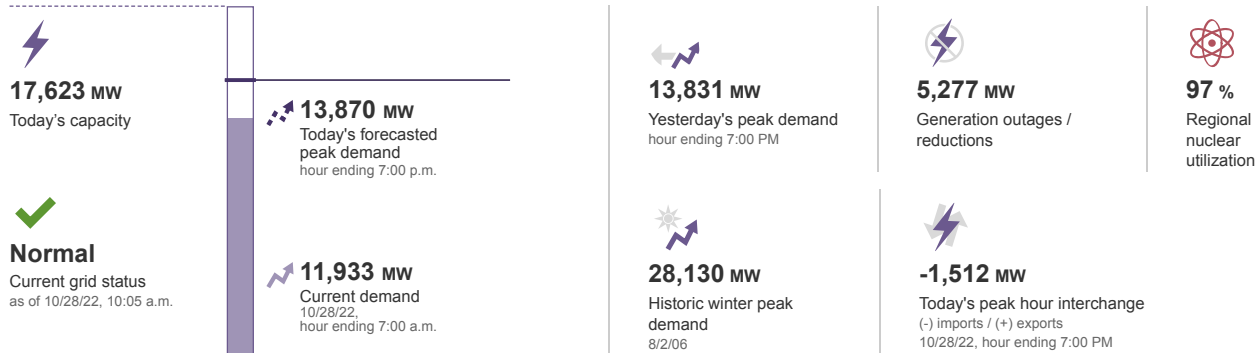 17,623 MW
Today's capacity
Normal
Current grid status
as of 10/28/22, 10:05 a.m.
13,870 MW
Today's forecasted
peak demand
hour ending 7:00 p.m.
11,933 MW
Current demand
10/28/22,
hour ending 7:00 a.m.
13,831 MW
Yesterday's peak demand
hour ending 7:00 PM
5,277 MW
Generation outages /
reductions
97 %
Regional
nuclear
utilization
28,130 MW
Historic winter peak
demand
8/2/06
-1,512 MW
Today's peak hour interchange
(-) imports / (+) exports
10/28/22, hour ending 7:00 PM